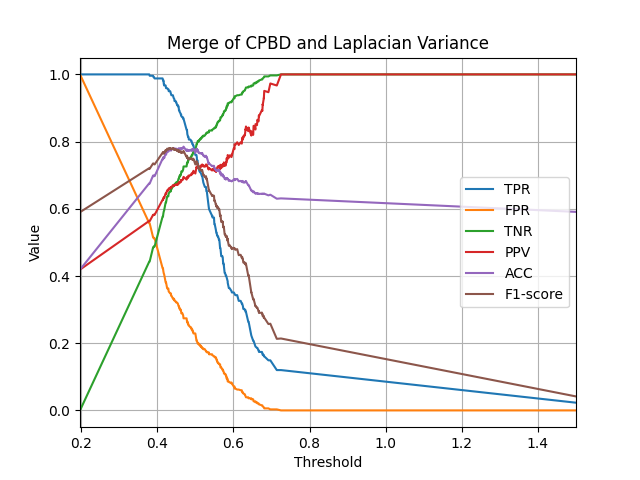 Merge of CPBD and Laplacian Variance
1.0
0.8
0.6
0.4
0.2
0.0
Value
TPR
FPR
TNR
PPV
ACC
F1-score
0.2 0.4 0.6 0.8 1.0 1.2 1.4
Threshold